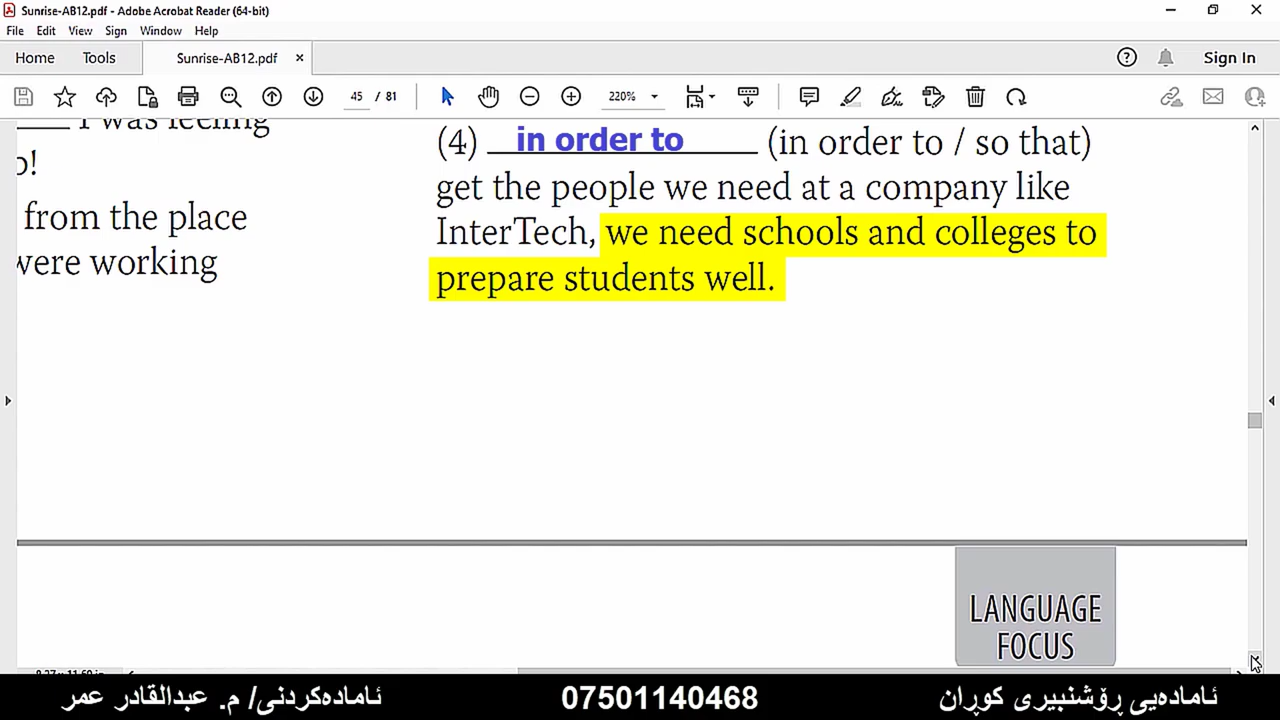 Sunrise-AB12.pdf - Adobe Acrobat Reader (64-bit)
File Edit View Sign Window Help
Home Tools Sunrise-AB12.pdf × Sign In
45 / 81 220%
I was feeling
from the place
were working
(4) in order to (in order to / so that)
get the people we need at a company like
InterTech, we need schools and colleges to
prepare students well.
LANGUAGE
FOCUS
ئامادەیی ڕۆشنبیری کوڕان 07501140468 ئامادەکردنی/ م. عبدالقادر عمر